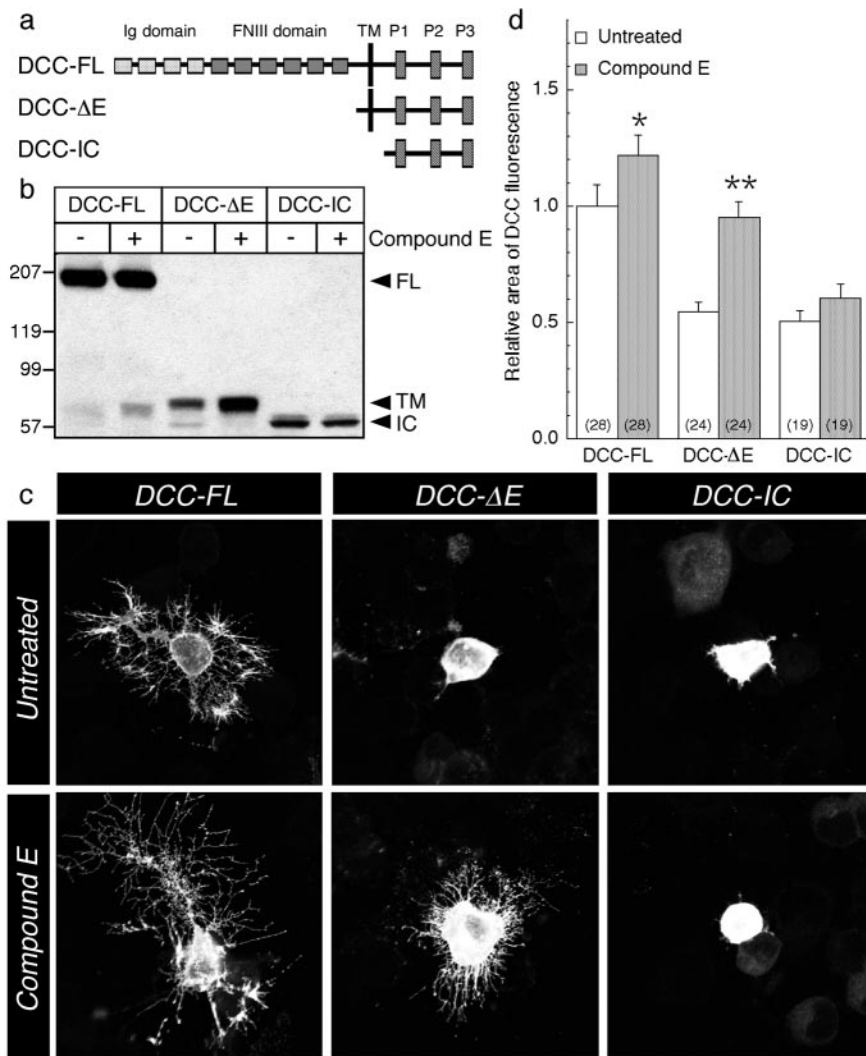 a
Ig domain FNIII domain TM P1 P2 P3
DCC-FL
DCC-ΔE
DCC-IC
b
DCC-FL DCC-ΔE DCC-IC
- + - + - + Compound E
207
119
99
57
FL
TM
IC
c
DCC-FL DCC-ΔE DCC-IC
Untreated
Compound E
d
Untreated
Compound E
Relative area of DCC fluorescence
1.5
1.0
0.5
0.0
*
**
(28) (28) (24) (24) (19) (19)
DCC-FL DCC-ΔE DCC-IC